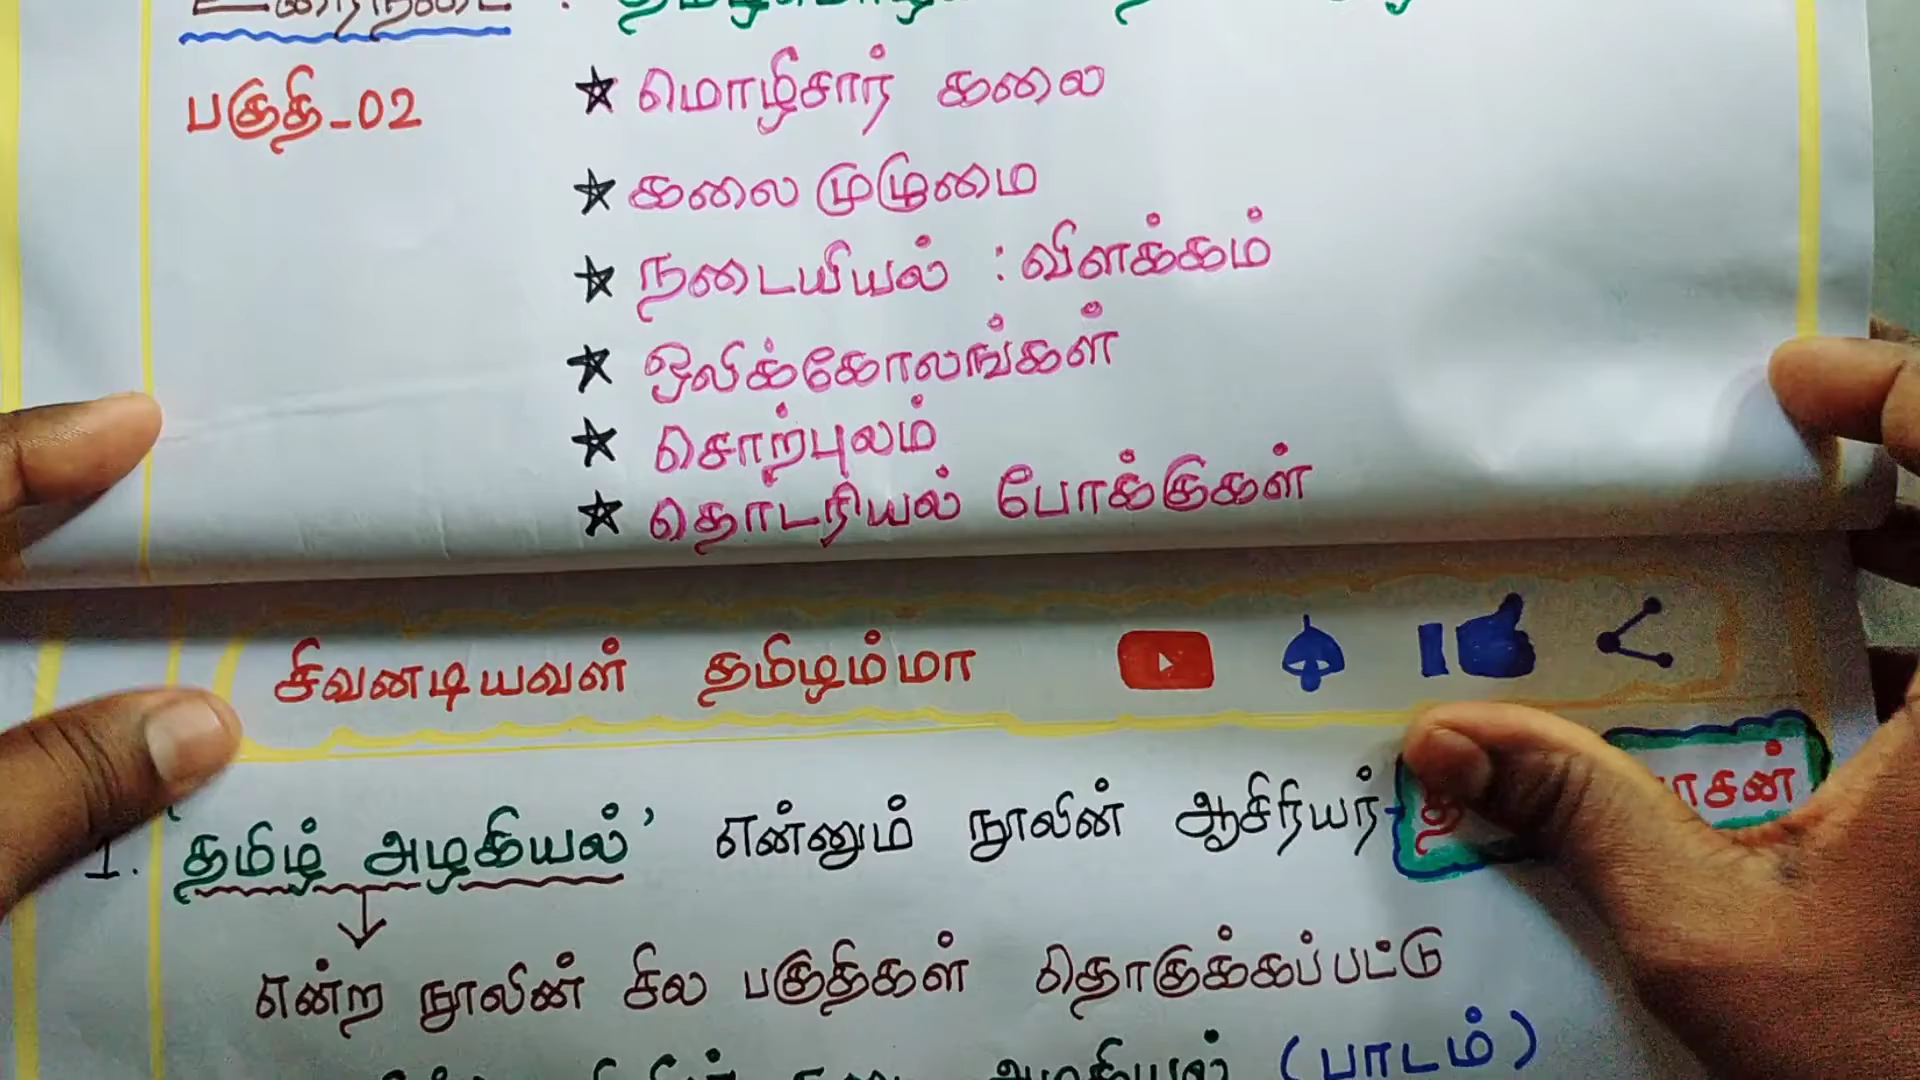 பகுதி-02
★ மொழிசார் கலை
★ கலை முழுமை
★ நடையியல் : விளக்கம்
★ ஒலிக்கோலங்கள்
★ சொற்புலம்
★ தொடரியல் போக்குகள்
சிவனடியவள் தமிழம்மா
1. 'தமிழ் அழகியல்' என்னும் நூலின் ஆசிரியர்-
என்ற நூலின் சில பகுதிகள் தொகுக்கப்பட்டு
(பாடம்)